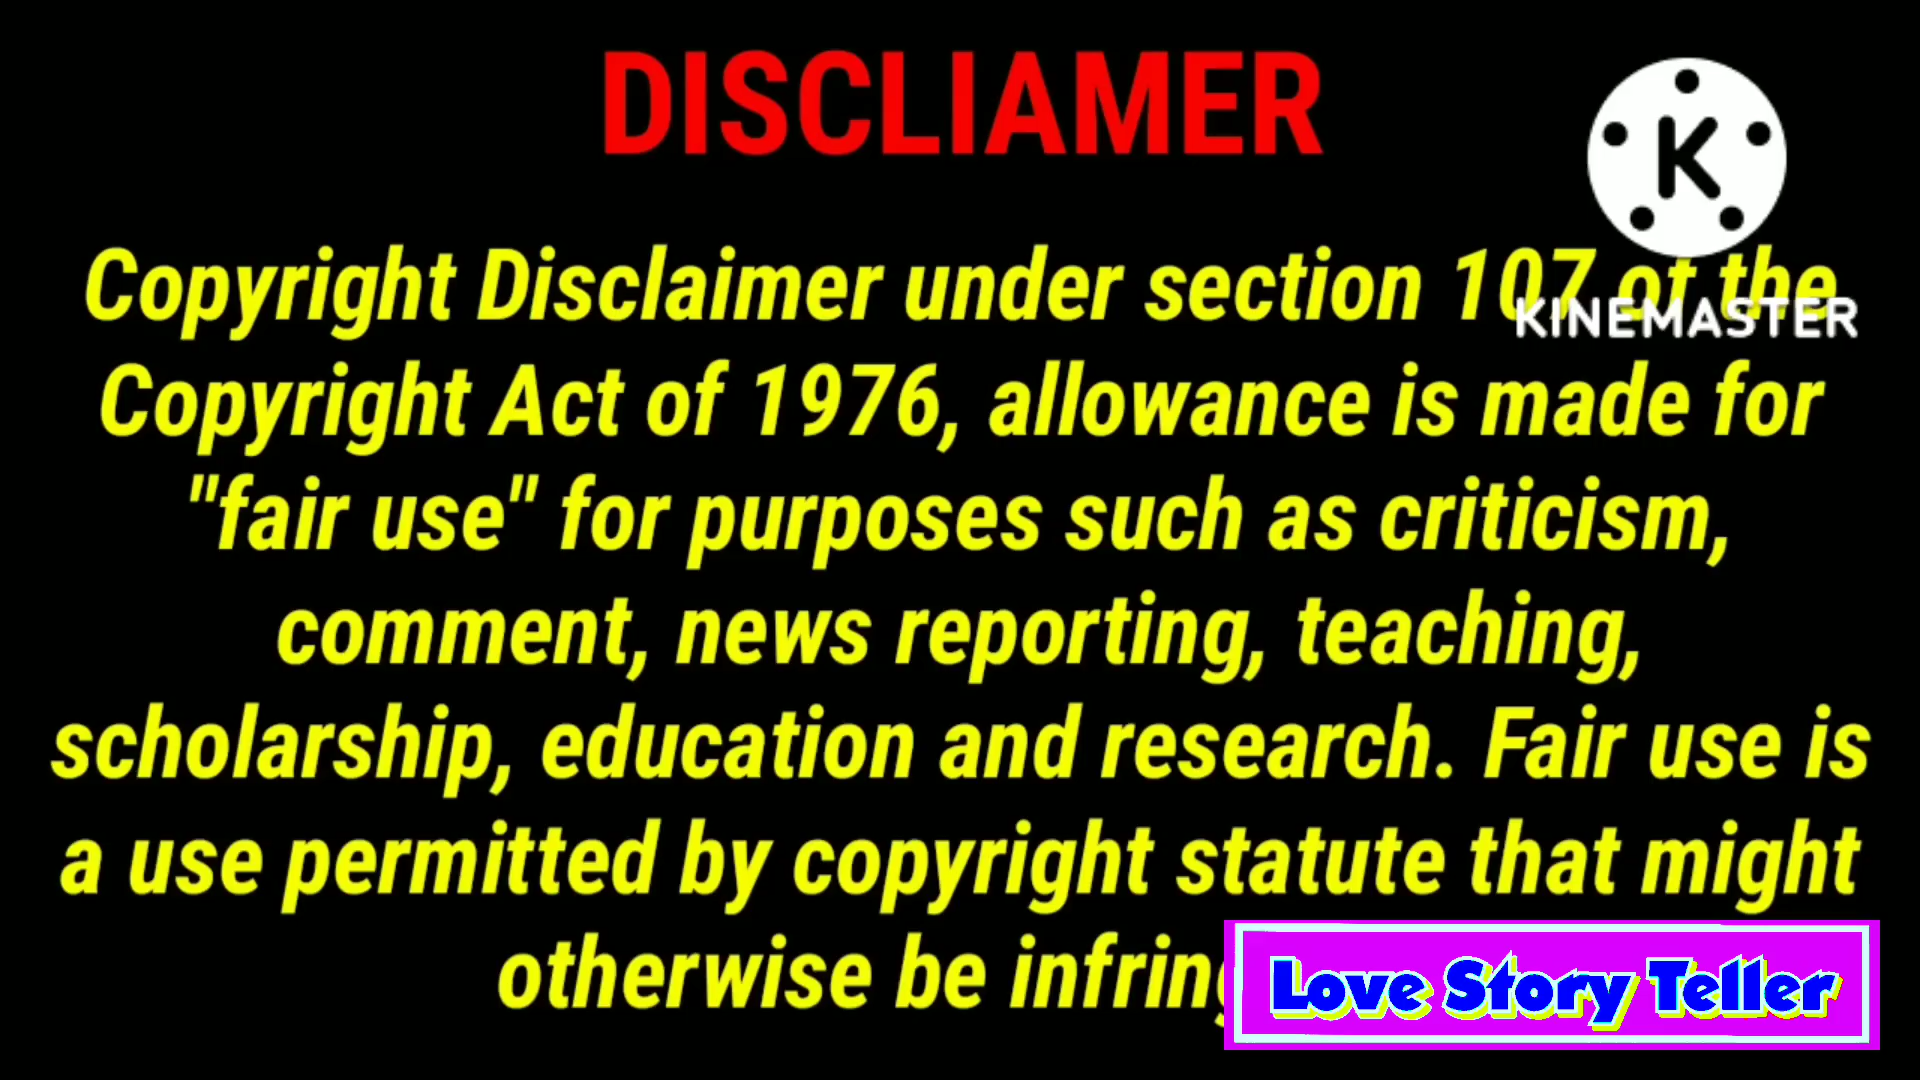 DISCLIAMER
K
Copyright Disclaimer under section 107 of the
KINEMASTER
Copyright Act of 1976, allowance is made for
"fair use" for purposes such as criticism,
comment, news reporting, teaching,
scholarship, education and research. Fair use is
a use permitted by copyright statute that might
otherwise be
Love Story Teller